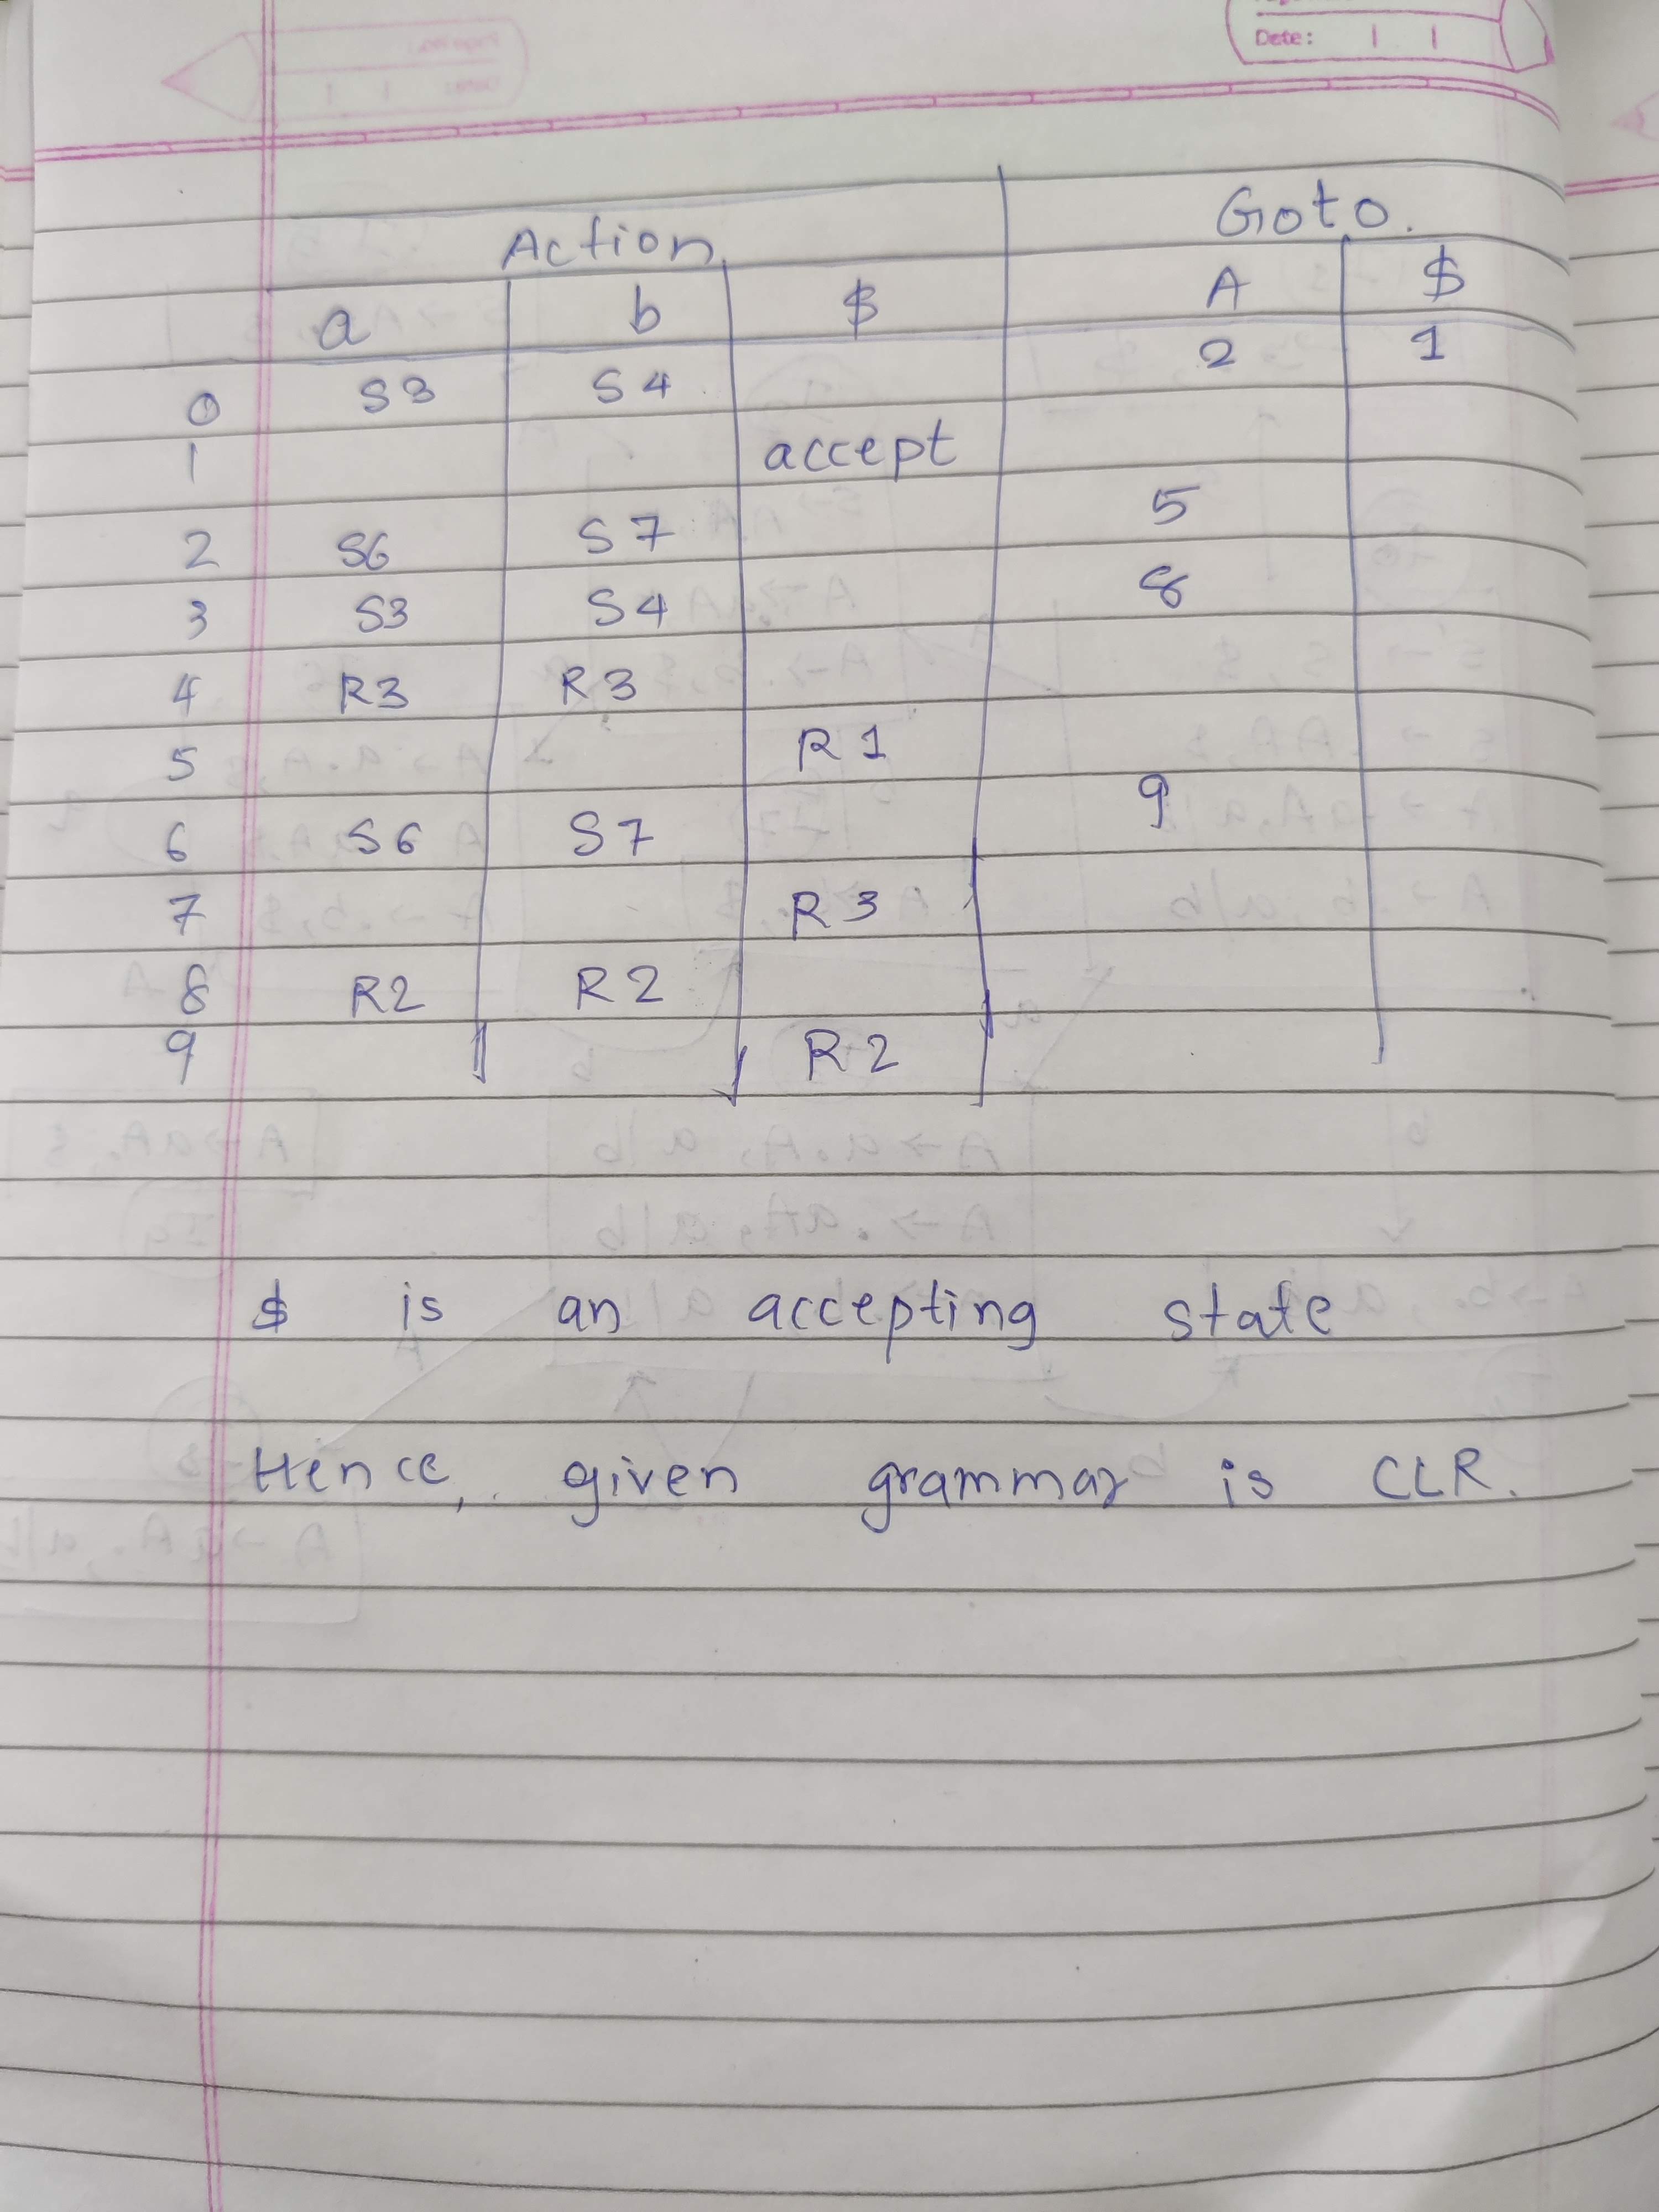 Date:
Action Goto.
a b $ A $
0 S3 S4 2 1
1 accept
2 S6 S7 5
3 S3 S4 8
4 R3 R3
5 R1
6 S6 S7 9
7 R3
8 R2 R2
9 R2
$ is an accepting state
Hence, given grammar is CLR.